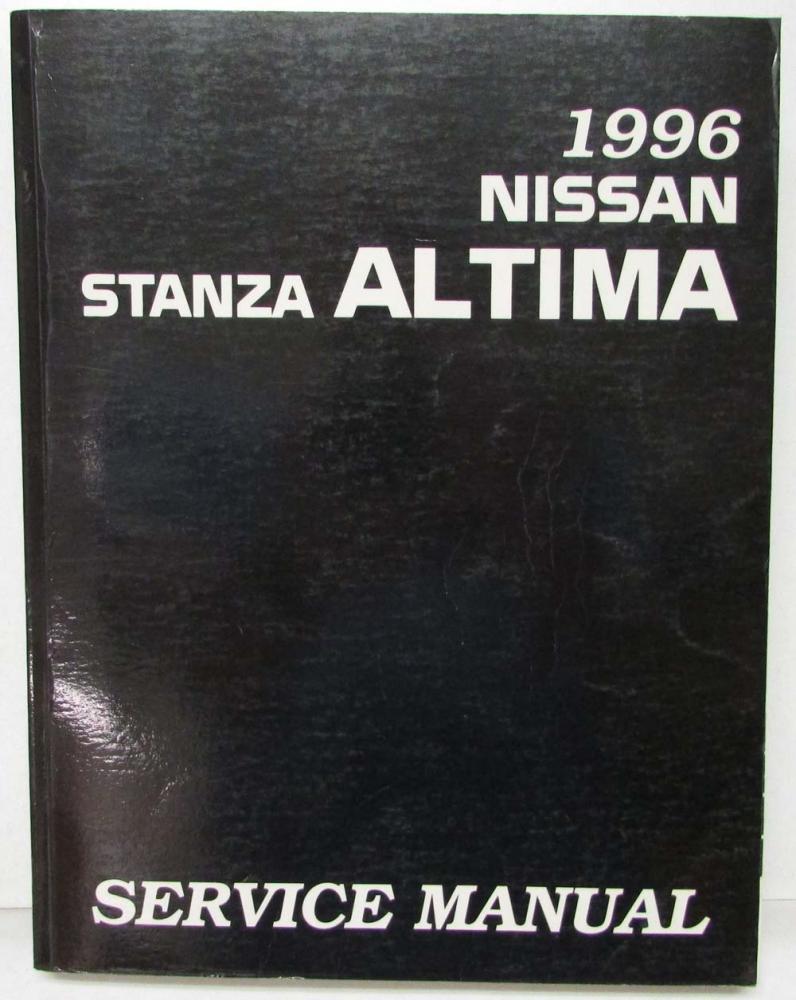 1996
NISSAN
STANZA ALTIMA
SERVICE MANUAL